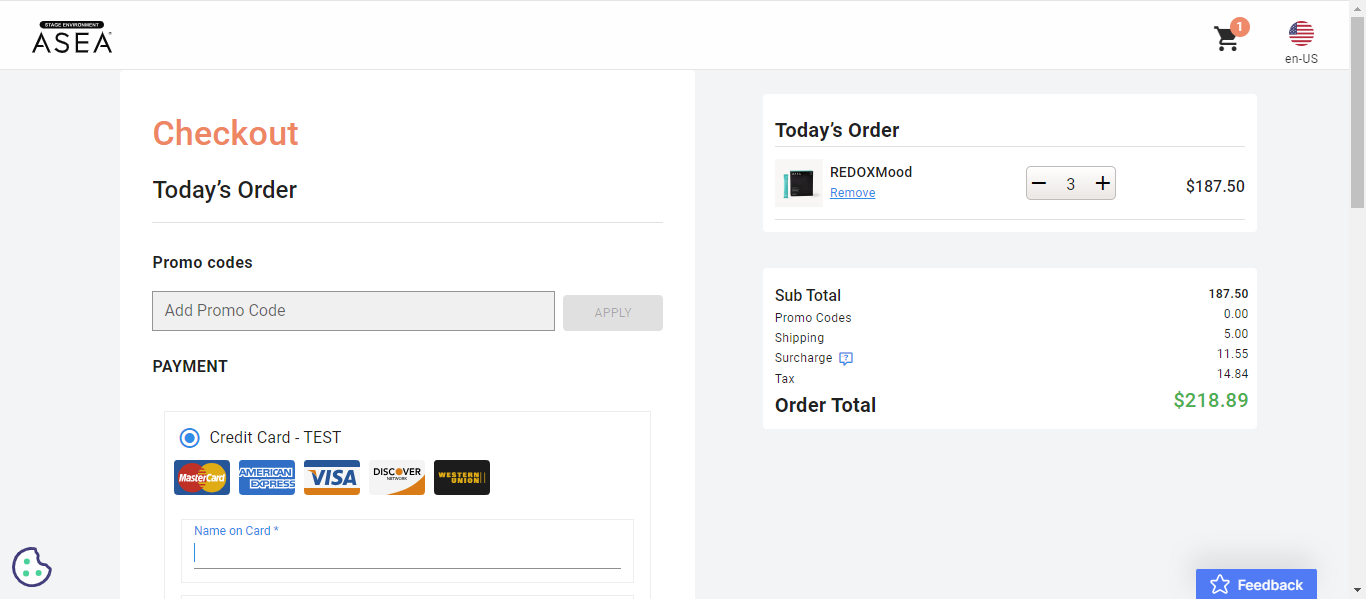 STAGE ENVIRONMENT
ASEA
1
en-US
Checkout
Today’s Order
Promo codes
Add Promo Code
APPLY
PAYMENT
Credit Card - TEST
MasterCard
AMERICAN EXPRESS
VISA
DISCOVER
NETWORK
WESTERN UNION
Name on Card *
Today’s Order
REDOXMood
Remove
3
$187.50
Sub Total 187.50
Promo Codes 0.00
Shipping 5.00
Surcharge ? 11.55
Tax 14.84
Order Total $218.89
Feedback